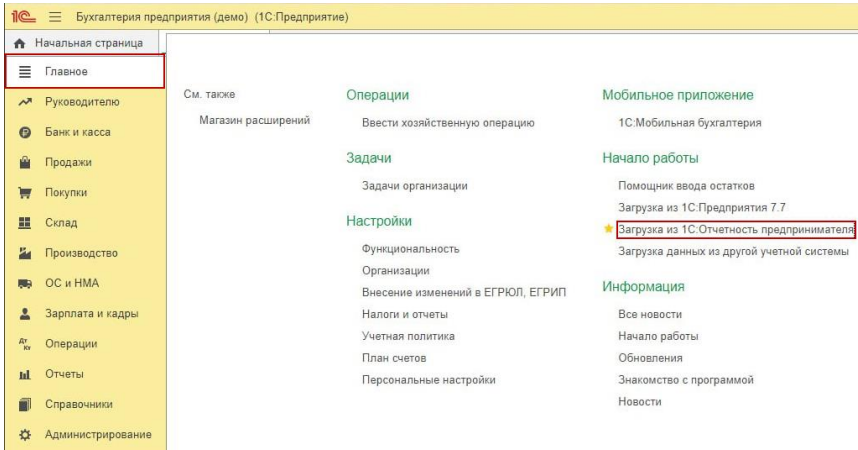 1С Бухгалтерия предприятия (демо) (1С:Предприятие)
Начальная страница
Главное
Руководителю
Банк и касса
Продажи
Покупки
Склад
Производство
ОС и НМА
Зарплата и кадры
Дт Кт Операции
Отчеты
Справочники
Администрирование
См. также
Магазин расширений
Операции
Ввести хозяйственную операцию
Задачи
Задачи организации
Настройки
Функциональность
Организации
Внесение изменений в ЕГРЮЛ, ЕГРИП
Налоги и отчеты
Учетная политика
План счетов
Персональные настройки
Мобильное приложение
1С:Мобильная бухгалтерия
Начало работы
Помощник ввода остатков
Загрузка из 1С:Предприятия 7.7
Загрузка из 1С:Отчетность предпринимателя
Загрузка данных из другой учетной системы
Информация
Все новости
Начало работы
Обновления
Знакомство с программой
Новости